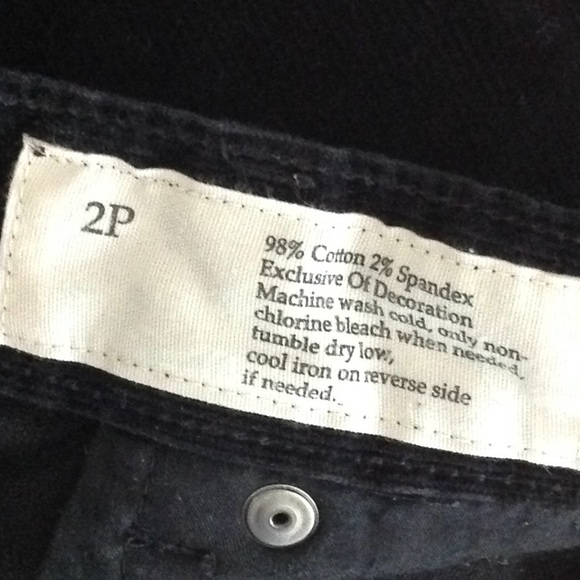 2P
98% Cotton 2% Spandex
Exclusive Of Decoration
Machine wash cold, only non-
chlorine bleach when needed,
tumble dry low,
cool iron on reverse side
if needed.